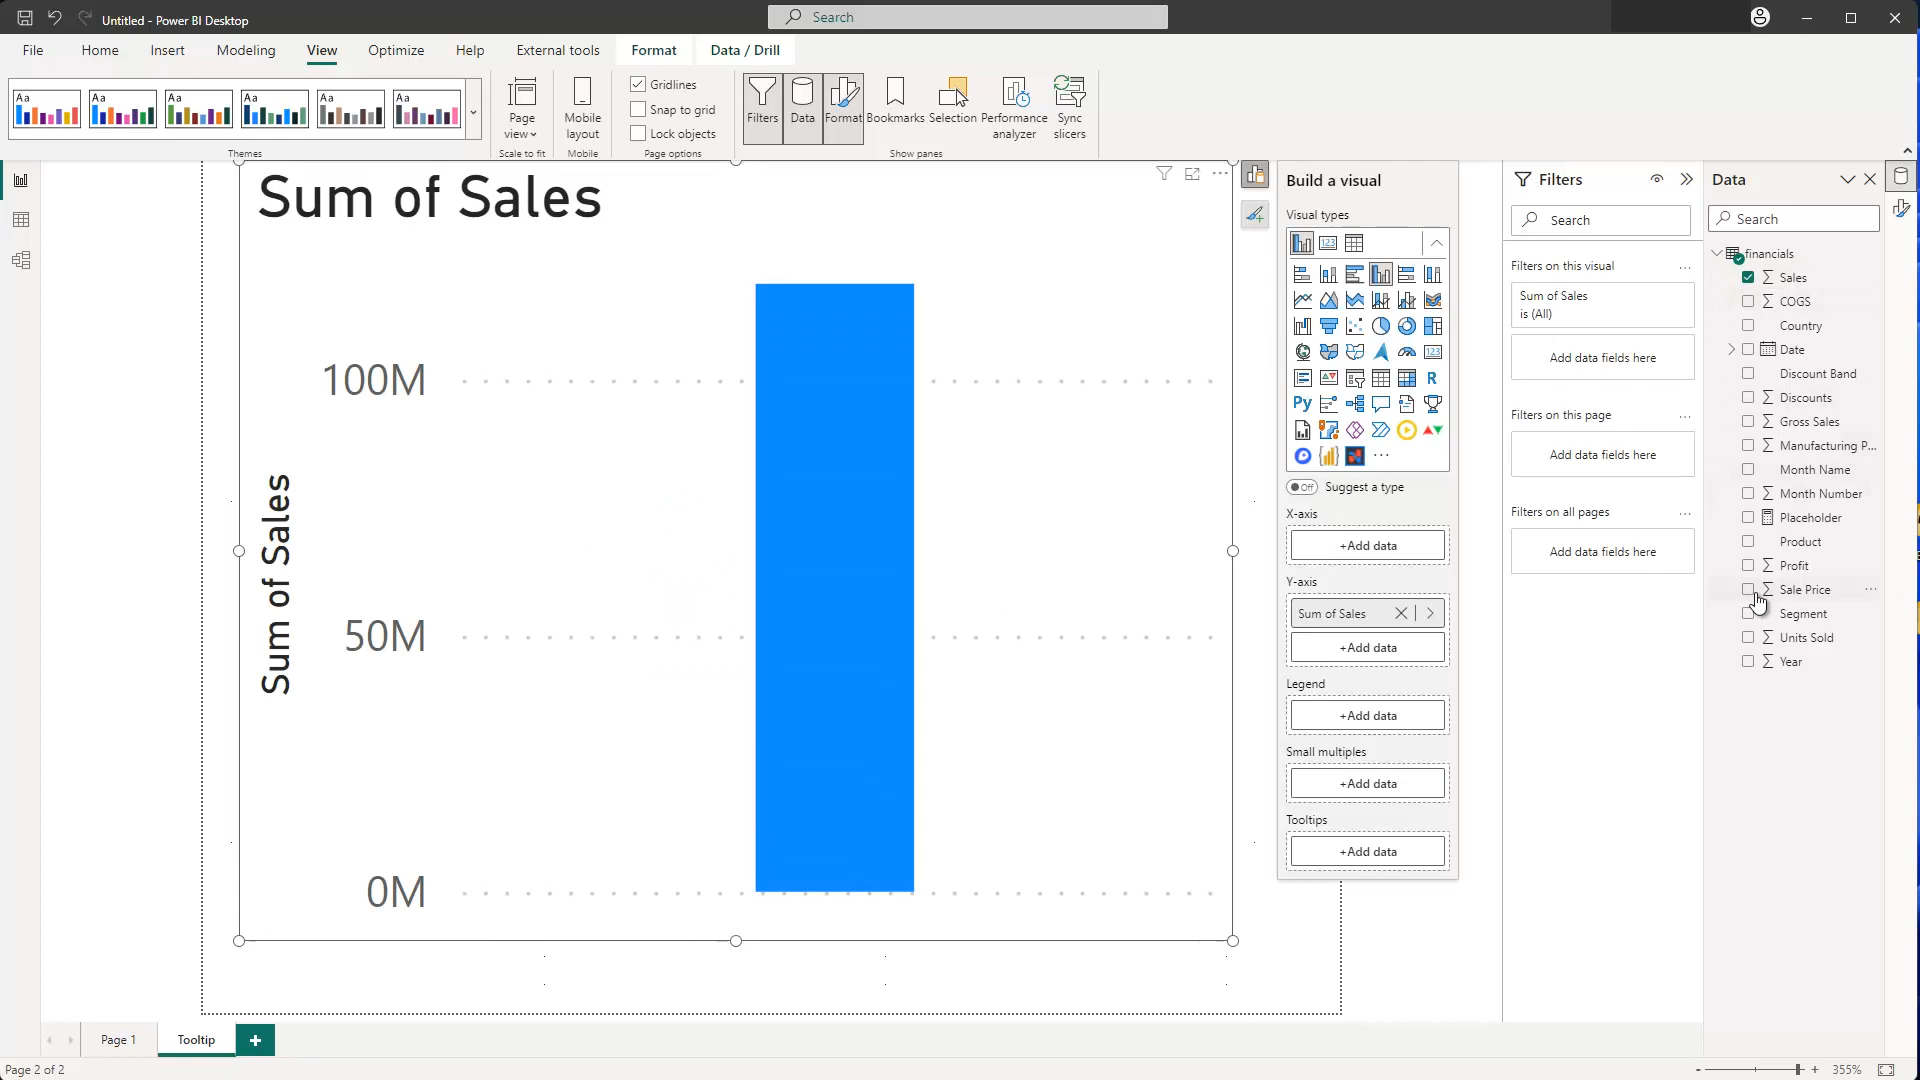 Untitled - Power BI Desktop
Search
File
Home
Insert
Modeling
View
Optimize
Help
External tools
Format
Data / Drill
Aa
Aa
Aa
Aa
Aa
Aa
Themes
Page
view
Scale to fit
Mobile
layout
Mobile
Gridlines
Snap to grid
Lock objects
Page options
Filters
Data
Format
Bookmarks
Selection
Performance
analyzer
Sync
slicers
Show panes
Sum of Sales
100M
50M
0M
Sum of Sales
Build a visual
Visual types
123
123
R
Py
Off
Suggest a type
X-axis
+Add data
Y-axis
Sum of Sales
+Add data
Legend
+Add data
Small multiples
+Add data
Tooltips
+Add data
Filters
Search
Filters on this visual
Sum of Sales
is (All)
Add data fields here
Filters on this page
Add data fields here
Filters on all pages
Add data fields here
Data
Search
financials
Sales
COGS
Country
Date
Discount Band
Discounts
Gross Sales
Manufacturing P...
Month Name
Month Number
Placeholder
Product
Profit
Sale Price
Segment
Units Sold
Year
Page 1
Tooltip
+
Page 2 of 2
- + 355%